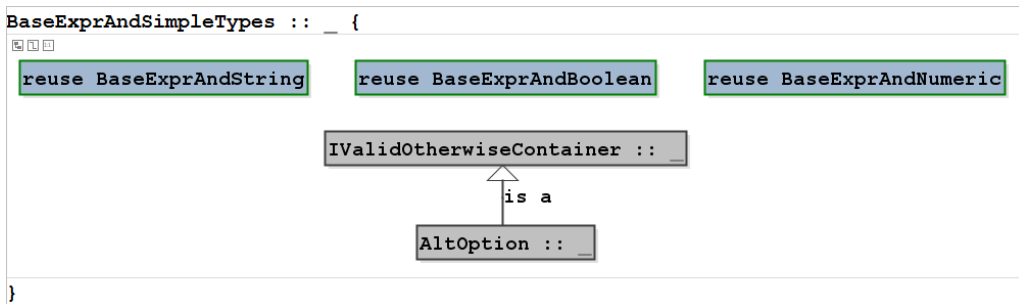 BaseExprAndSimpleTypes :: _ {
reuse BaseExprAndString
reuse BaseExprAndBoolean
reuse BaseExprAndNumeric
IValidOtherwiseContainer :: _
is a
AltOption :: _
}